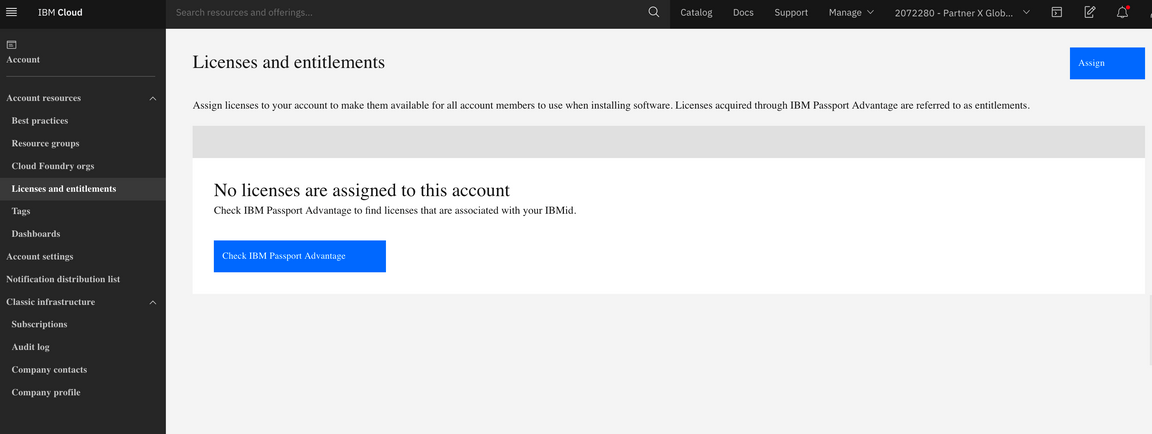 IBM Cloud
Search resources and offerings...
Catalog
Docs
Support
Manage
2072280 - Partner X Glob...
Account
Account resources
Best practices
Resource groups
Cloud Foundry orgs
Licenses and entitlements
Tags
Dashboards
Account settings
Notification distribution list
Classic infrastructure
Subscriptions
Audit log
Company contacts
Company profile
Licenses and entitlements
Assign
Assign licenses to your account to make them available for all account members to use when installing software. Licenses acquired through IBM Passport Advantage are referred to as entitlements.
No licenses are assigned to this account
Check IBM Passport Advantage to find licenses that are associated with your IBMid.
Check IBM Passport Advantage